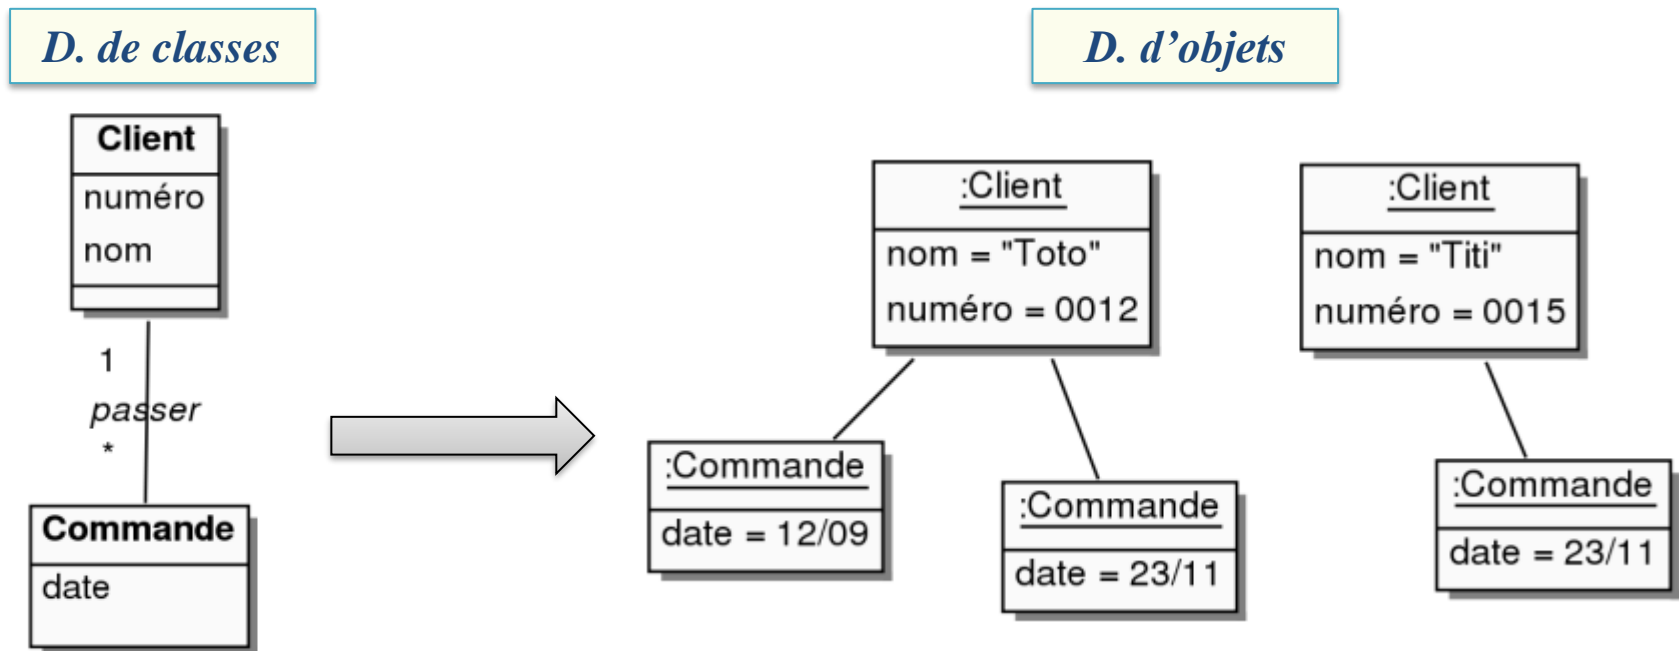 D. de classes
D. d’objets
Client
numéro
nom
1
passer
*
Commande
date
:Client
nom = "Toto"
numéro = 0012
:Client
nom = "Titi"
numéro = 0015
:Commande
date = 12/09
:Commande
date = 23/11
:Commande
date = 23/11